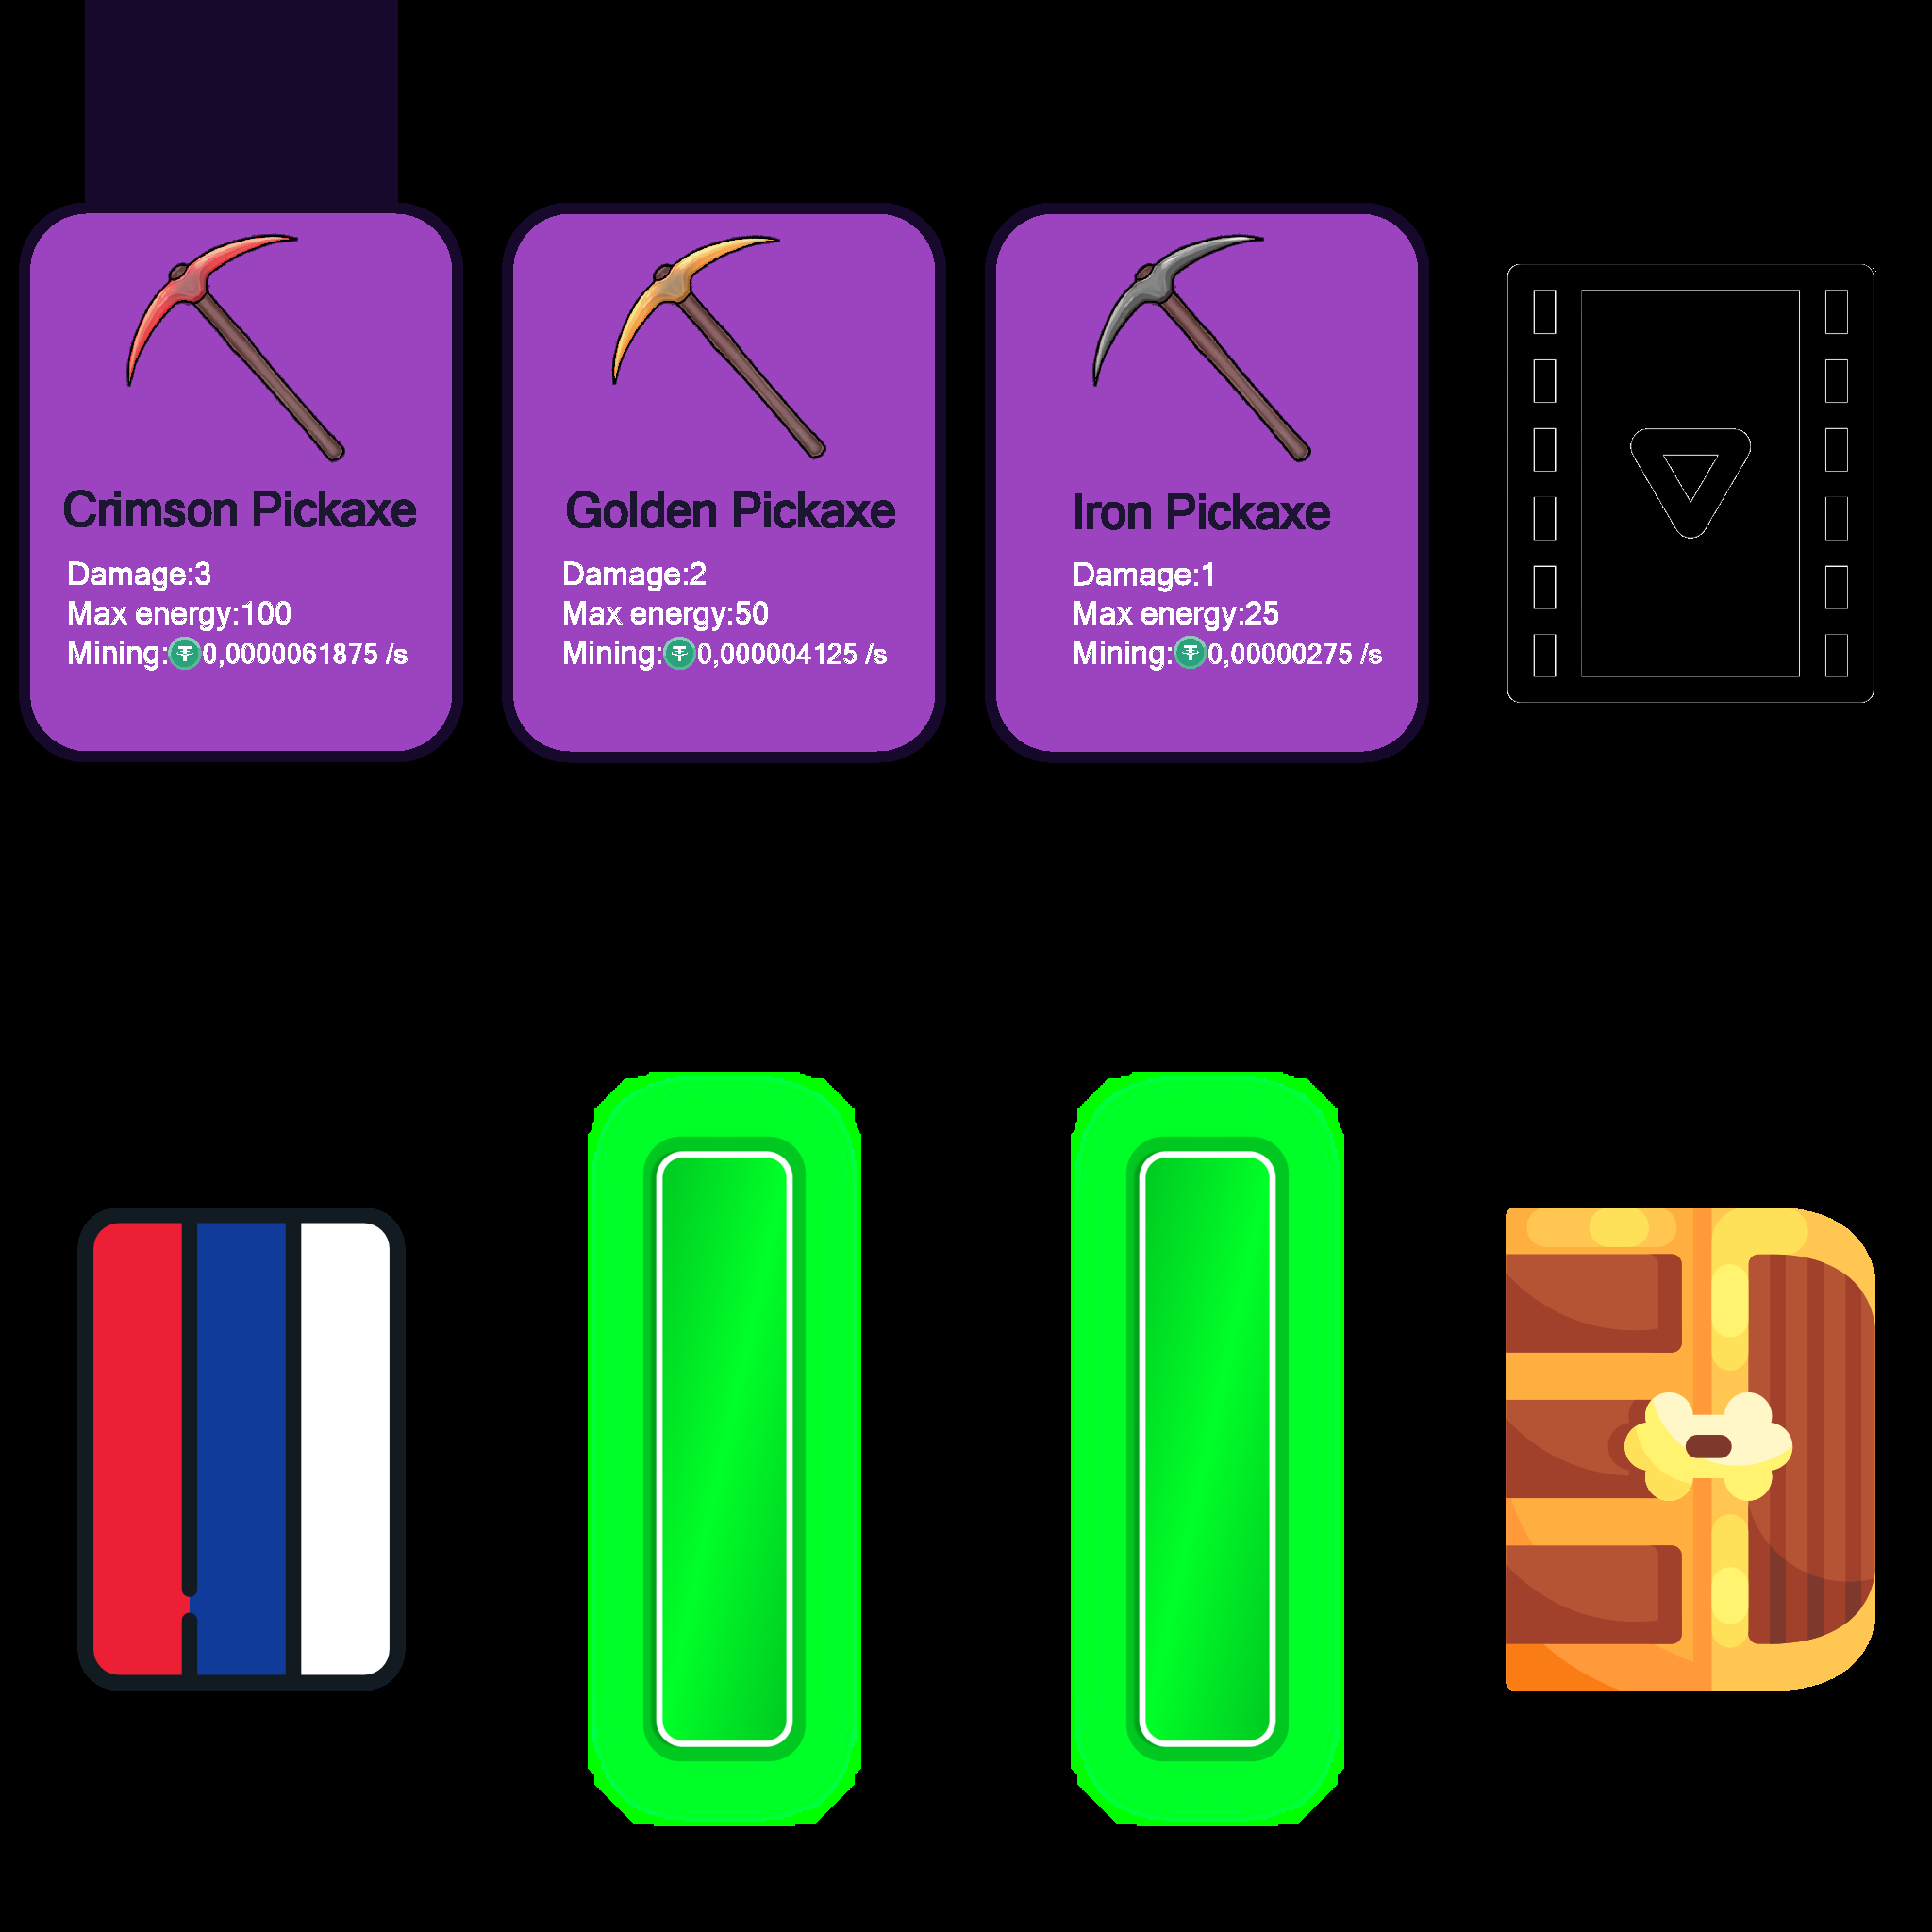 Crimson Pickaxe
Damage:3
Max energy:100
Mining:0,0000061875 /s
Golden Pickaxe
Damage:2
Max energy:50
Mining:0,000004125 /s
Iron Pickaxe
Damage:1
Max energy:25
Mining:0,00000275 /s